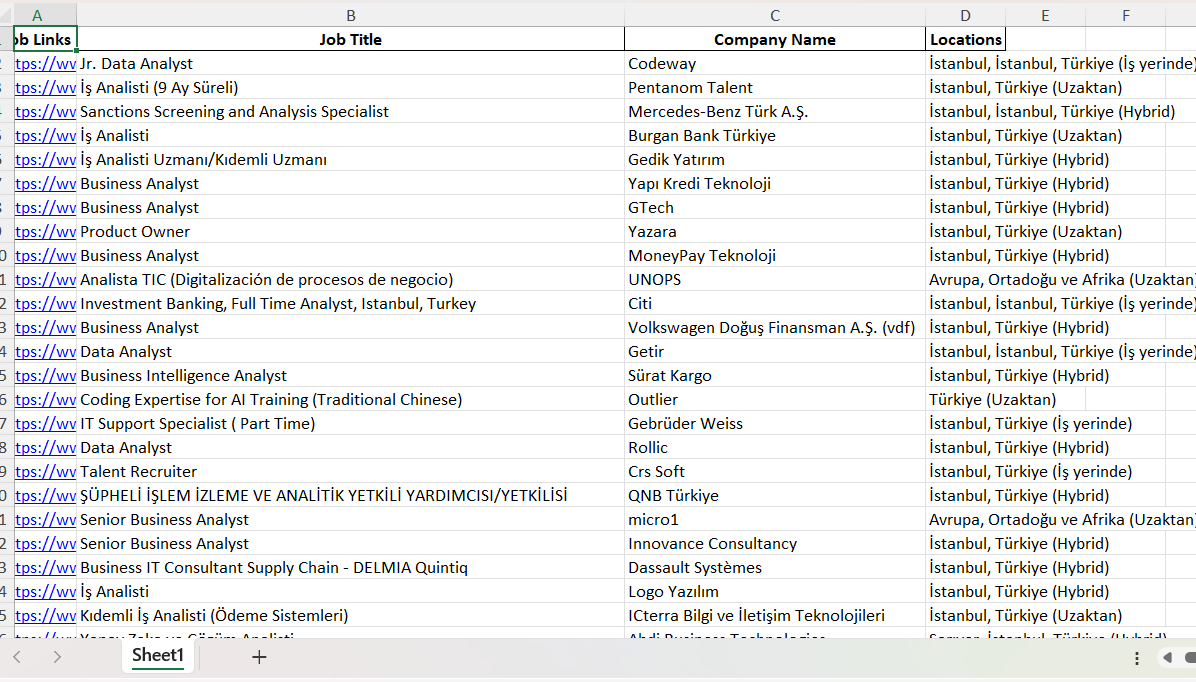 A B C D E F
ob Links Job Title Company Name Locations
tps://wv Jr. Data Analyst Codeway İstanbul, İstanbul, Türkiye (İş yerinde)
tps://wv İş Analisti (9 Ay Süreli) Pentanom Talent İstanbul, Türkiye (Uzaktan)
tps://wv Sanctions Screening and Analysis Specialist Mercedes-Benz Türk A.Ş. İstanbul, İstanbul, Türkiye (Hybrid)
tps://wv İş Analisti Burgan Bank Türkiye İstanbul, Türkiye (Uzaktan)
tps://wv İş Analisti Uzmanı/Kıdemli Uzmanı Gedik Yatırım İstanbul, Türkiye (Hybrid)
tps://wv Business Analyst Yapı Kredi Teknoloji İstanbul, Türkiye (Hybrid)
tps://wv Business Analyst GTech İstanbul, Türkiye (Hybrid)
tps://wv Product Owner Yazara İstanbul, Türkiye (Uzaktan)
tps://wv Business Analyst MoneyPay Teknoloji İstanbul, Türkiye (Hybrid)
tps://wv Analista TIC (Digitalización de procesos de negocio) UNOPS Avrupa, Ortadoğu ve Afrika (Uzaktan)
tps://wv Investment Banking, Full Time Analyst, Istanbul, Turkey Citi İstanbul, İstanbul, Türkiye (İş yerinde)
tps://wv Business Analyst Volkswagen Doğuş Finansman A.Ş. (vdf) İstanbul, Türkiye (Hybrid)
tps://wv Data Analyst Getir İstanbul, İstanbul, Türkiye (İş yerinde)
tps://wv Business Intelligence Analyst Sürat Kargo İstanbul, Türkiye (Hybrid)
tps://wv Coding Expertise for AI Training (Traditional Chinese) Outlier Türkiye (Uzaktan)
tps://wv IT Support Specialist ( Part Time) Gebrüder Weiss İstanbul, Türkiye (İş yerinde)
tps://wv Data Analyst Rollic İstanbul, Türkiye (Hybrid)
tps://wv Talent Recruiter Crs Soft İstanbul, Türkiye (İş yerinde)
tps://wv ŞÜPHELİ İŞLEM İZLEME VE ANALİTİK YETKİLİ YARDIMCISI/YETKİLİSİ QNB Türkiye İstanbul, Türkiye (Hybrid)
tps://wv Senior Business Analyst micro1 Avrupa, Ortadoğu ve Afrika (Uzaktan)
tps://wv Senior Business Analyst Innovance Consultancy İstanbul, Türkiye (Hybrid)
tps://wv Business IT Consultant Supply Chain - DELMIA Quintiq Dassault Systèmes İstanbul, Türkiye (Hybrid)
tps://wv İş Analisti Logo Yazılım İstanbul, Türkiye (Hybrid)
tps://wv Kıdemli İş Analisti (Ödeme Sistemleri) ICterra Bilgi ve İletişim Teknolojileri İstanbul, Türkiye (Uzaktan)
Sheet1